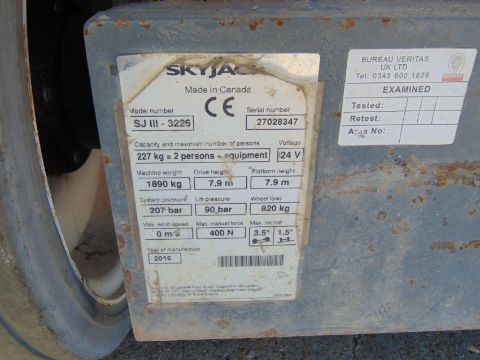 SKYJACK
Made in Canada
CE
Model number Serial number
SJ III - 3226 27028347
Capacity and maximum number of persons Voltage
227 kg = 2 persons + equipment 24 V
Machine weight Drive height Platform height
1890 kg 7.9 m 7.9 m
System pressure Lift pressure Wheel load
207 bar 90 bar 820 kg
Max. wind speed Max. manual force Max. incline
0 m/s 400 N 3.5° 1.5°
Year of manufacture
2016
BUREAU VERITAS
UK LTD
Tel: 0345 600 1828
EXAMINED
Tested:
Retest:
Area No: